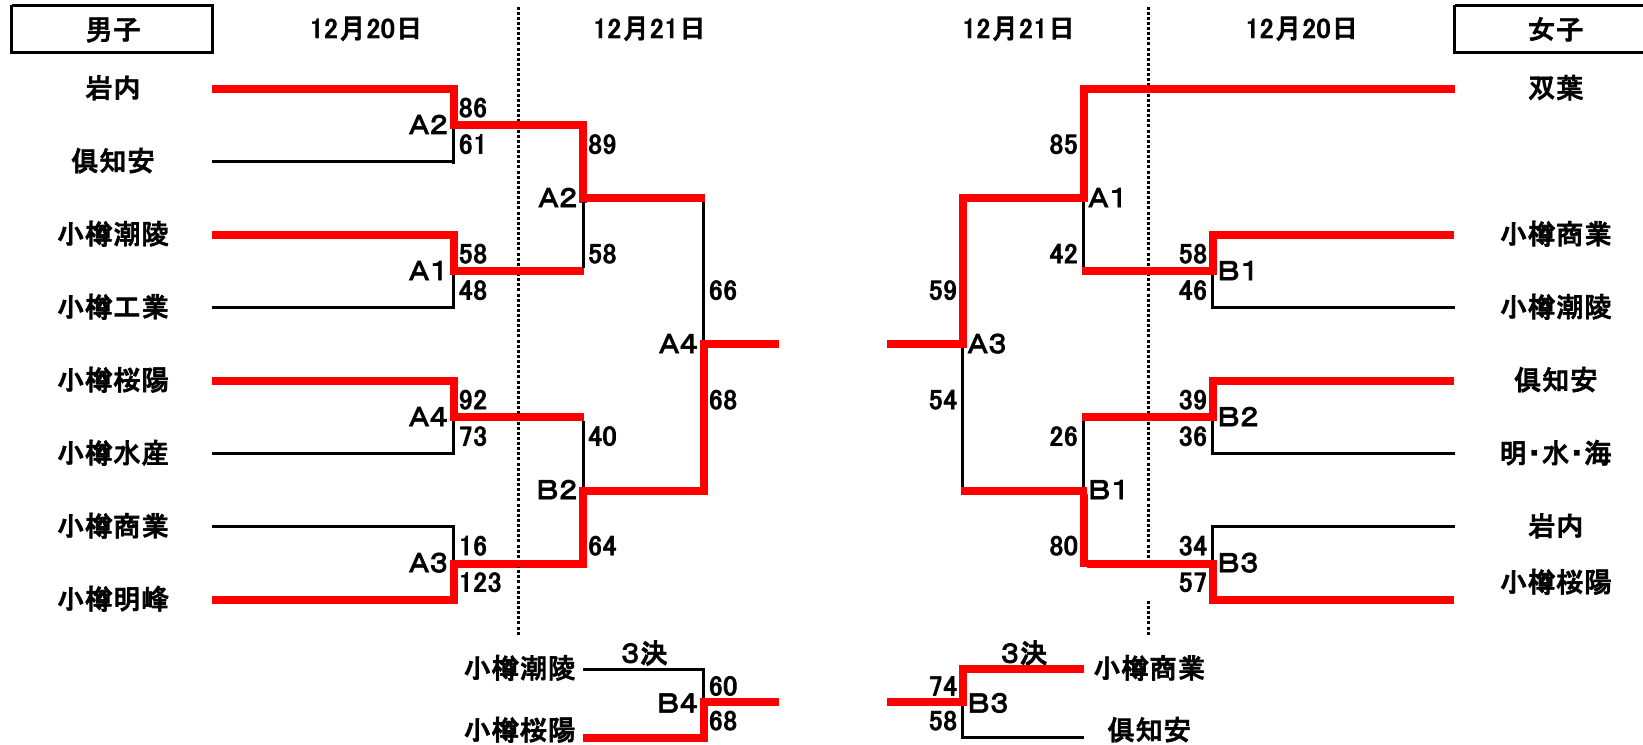 男子 12月20日 12月21日 12月21日 12月20日 女子
岩内 双葉
86
A2
61 89 85
俱知安
A2 A1
小樽潮陵 小樽商業
58 58 42 58
A1 B1
48 66 59 46
小樽工業 小樽潮陵
A4 A3
小樽桜陽 俱知安
92 68 54 39
A4 B2
73 40 26 36
小樽水産 明・水・海
B2 B1
小樽商業 岩内
16 64 80 34
A3 B3
123 57
小樽明峰 小樽桜陽
3決 3決
小樽潮陵 小樽商業
60 74
B4 B3
68 58
小樽桜陽 俱知安